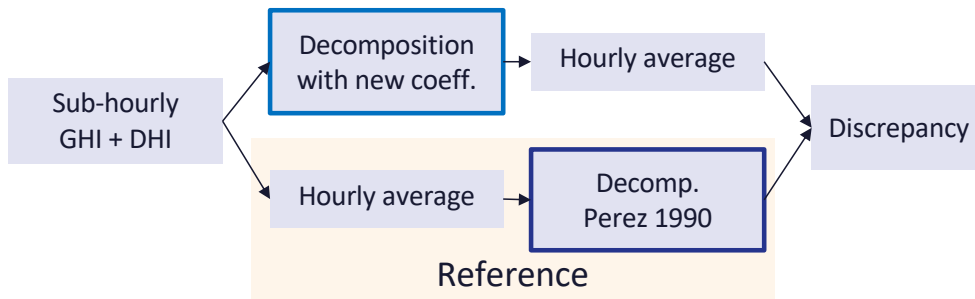 Sub-hourly
GHI + DHI
Decomposition
with new coeff.
Hourly average
Hourly average
Decomp.
Perez 1990
Reference
Discrepancy